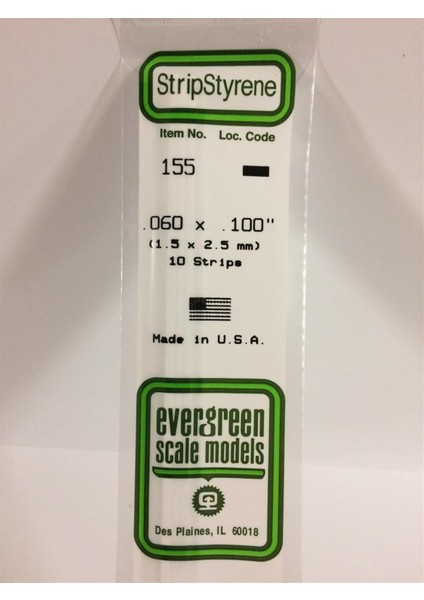 StripStyrene
Item No. Loc. Code
155
.060 x .100"
(1.5 x 2.5 mm)
10 Strips
Made in U.S.A.
evergreen
scale models
Des Plaines, IL 60018